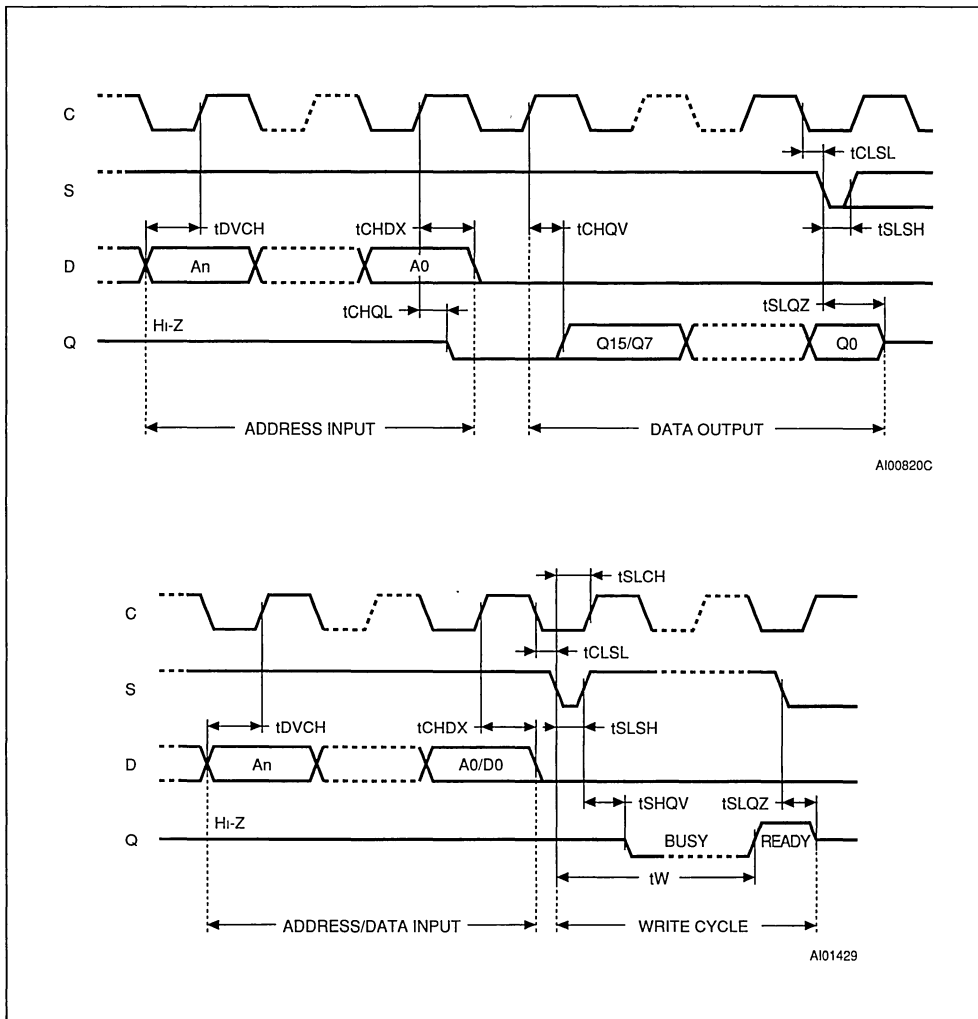 C
tCLSL
S
tDVCH
tCHDX
tCHQV
tSLSH
D
An
A0
tCHQL
tSLQZ
Hi-Z
Q
Q15/Q7
Q0
ADDRESS INPUT
DATA OUTPUT
AI00820C
tSLCH
C
tCLSL
S
tDVCH
tCHDX
tSLSH
D
An
A0/D0
tSHQV
tSLQZ
Hi-Z
Q
BUSY
READY
tW
ADDRESS/DATA INPUT
WRITE CYCLE
AI01429